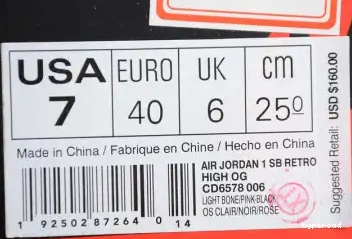 USA EURO UK cm
7 40 6 25⁰
Made in China / Fabrique en Chine / Hecho en China
AIR JORDAN 1 SB RETRO
HIGH OG
CD6578 006
LIGHT BONE/PINK-BLACK
OS CLAIR/NOIR/ROSE
1 92502 87264 0 14
Suggested Retail: USD $160.00